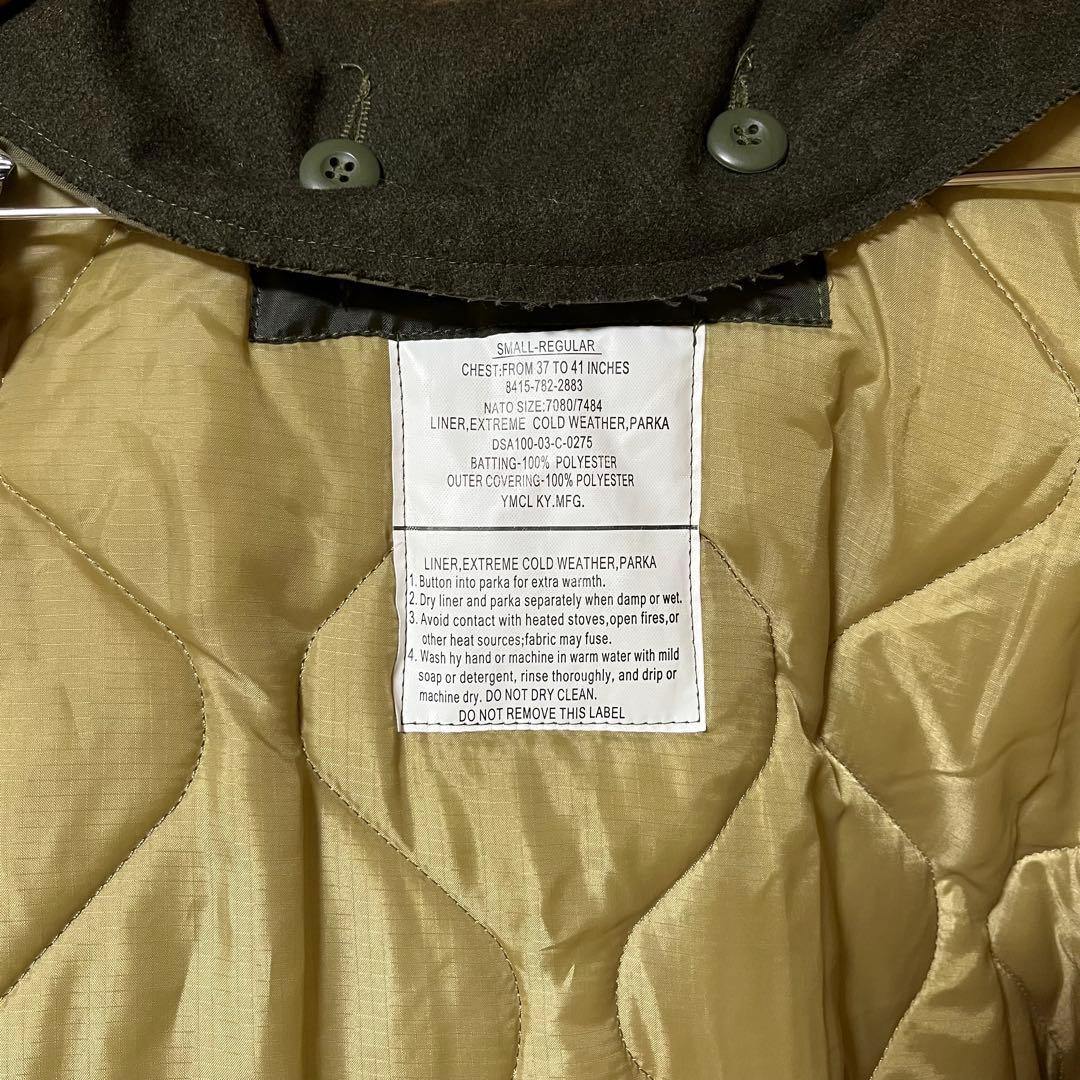 SMALL-REGULAR
CHEST:FROM 37 TO 41 INCHES
8415-782-2883
NATO SIZE:7080/7484
LINER,EXTREME COLD WEATHER,PARKA
DSA100-03-C-0275
BATTING-100% POLYESTER
OUTER COVERING-100% POLYESTER
YMCL KY.MFG.
LINER,EXTREME COLD WEATHER,PARKA
1. Button into parka for extra warmth.
2. Dry liner and parka separately when damp or wet.
3. Avoid contact with heated stoves,open fires,or
other heat sources;fabric may fuse.
4. Wash hy hand or machine in warm water with mild
soap or detergent, rinse thoroughly, and drip or
machine dry. DO NOT DRY CLEAN.
DO NOT REMOVE THIS LABEL